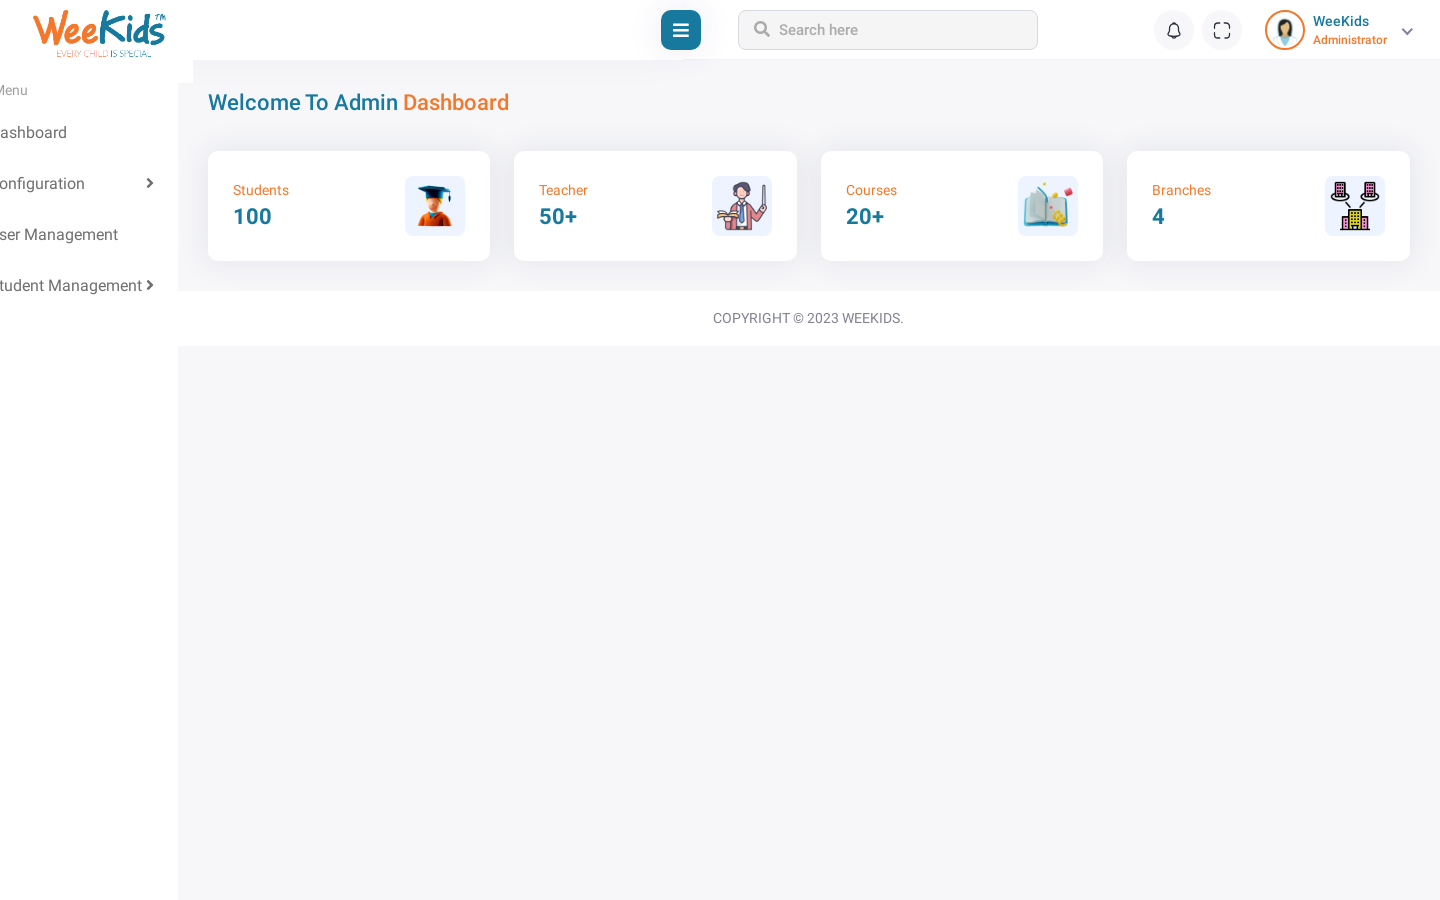 WeeKids™
EVERY CHILD IS SPECIAL
Search here
WeeKids
Administrator
Menu
ashboard
onfiguration
ser Management
tudent Management
Welcome To Admin Dashboard
Students
100
Teacher
50+
Courses
20+
Branches
4
COPYRIGHT © 2023 WEEKIDS.